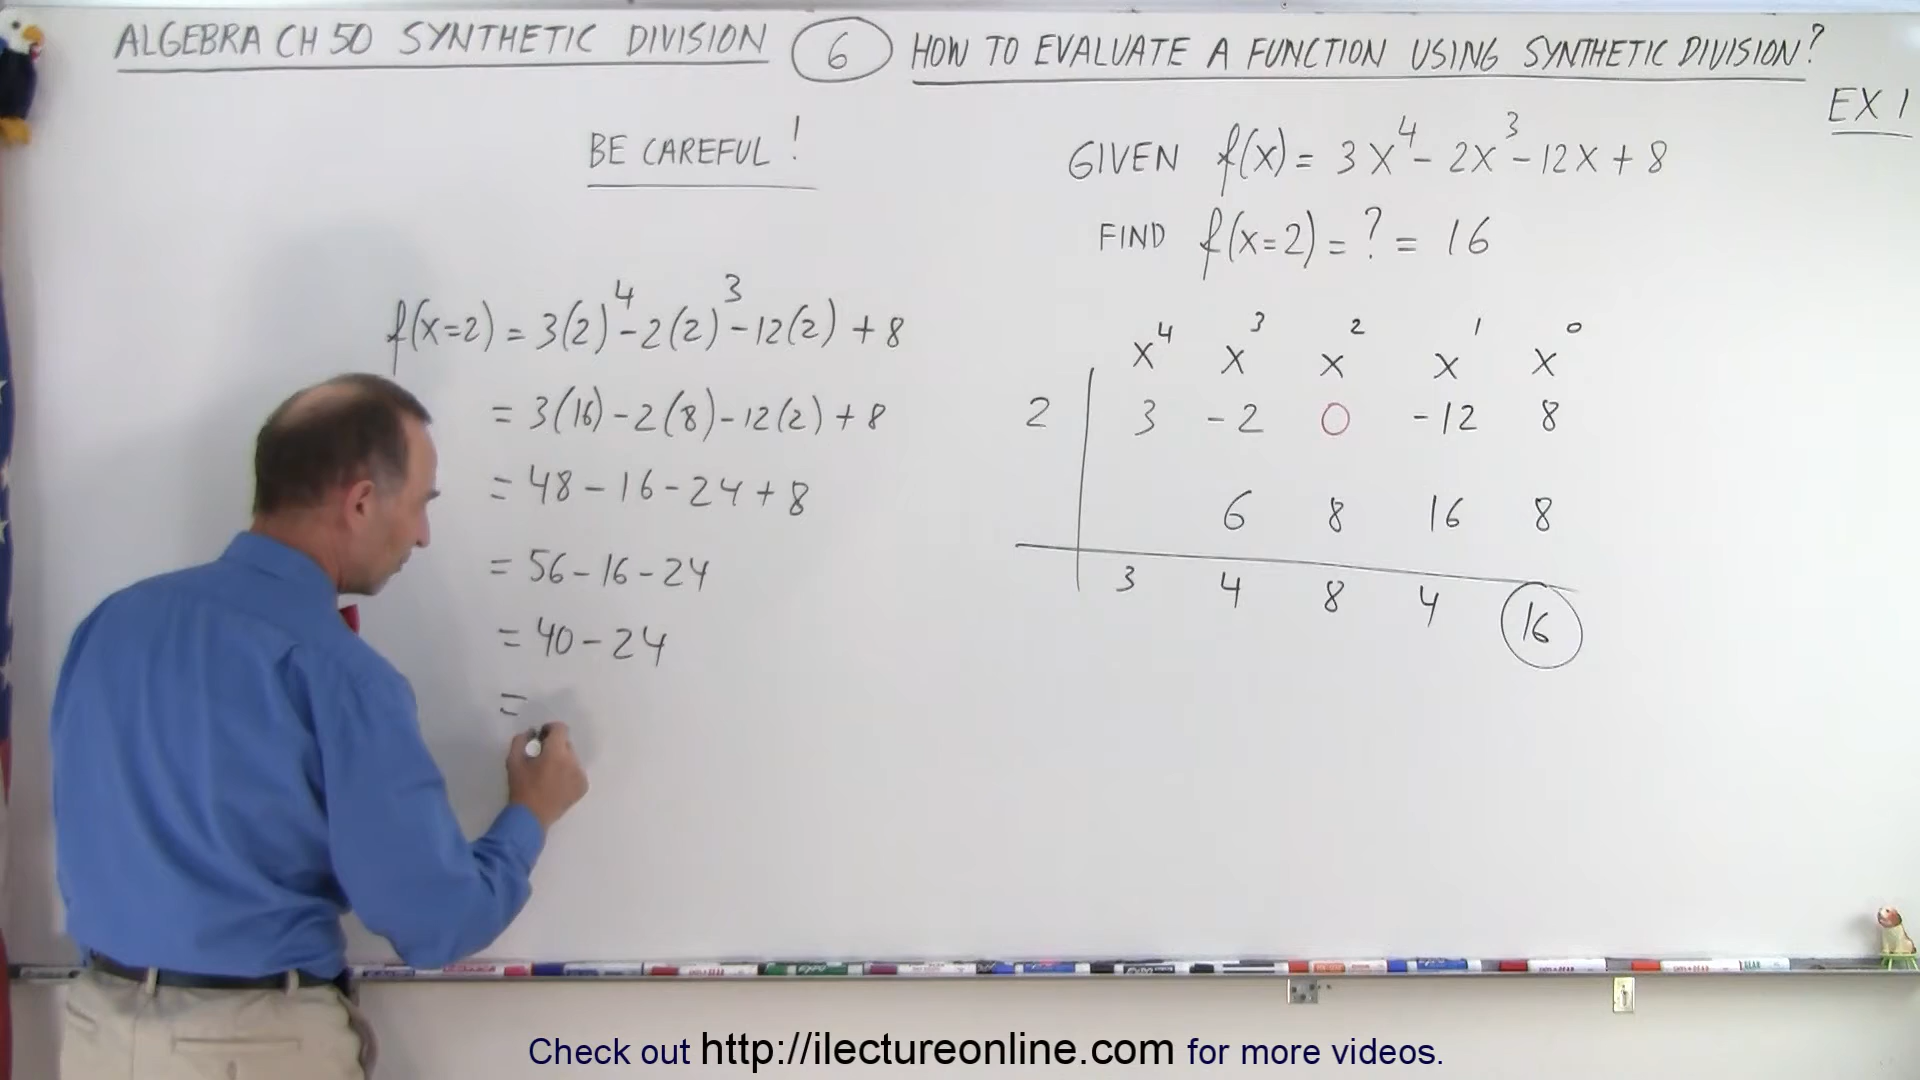 ALGEBRA CH 50 SYNTHETIC DIVISION 6 HOW TO EVALUATE A FUNCTION USING SYNTHETIC DIVISION?
EX 1
BE CAREFUL!
GIVEN f(x) = 3x⁴ - 2x³ - 12x + 8
FIND f(x=2) = ? = 16
f(x=2) = 3(2)⁴ - 2(2)³ - 12(2) + 8
= 3(16) - 2(8) - 12(2) + 8
= 48 - 16 - 24 + 8
= 56 - 16 - 24
= 40 - 24
=
x⁴ x³ x² x¹ x⁰
2 3 -2 0 -12 8
6 8 16 8
3 4 8 4 16
Check out http://ilectureonline.com for more videos.